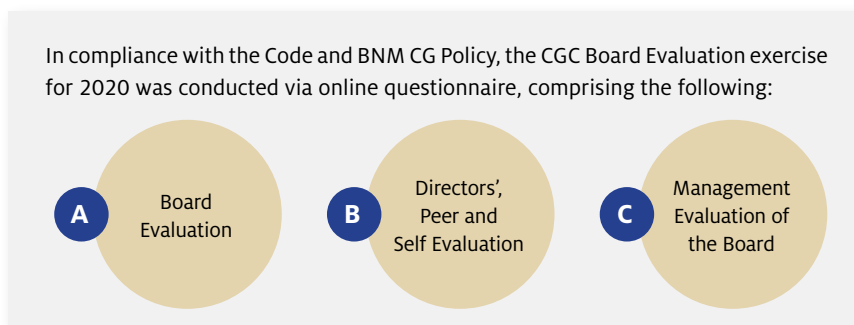 In compliance with the Code and BNM CG Policy, the CGC Board Evaluation exercise
for 2020 was conducted via online questionnaire, comprising the following:
A
Board
Evaluation
B
Directors’,
Peer and
Self Evaluation
C
Management
Evaluation of
the Board